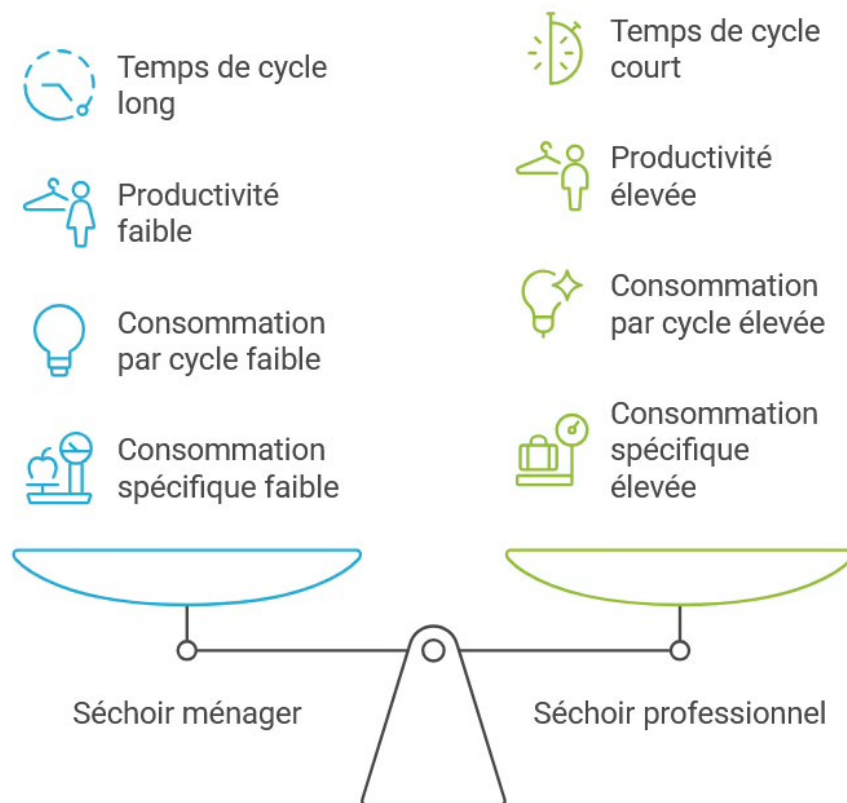 Temps de cycle
long
Productivité
faible
Consommation
par cycle faible
Consommation
spécifique faible
Temps de cycle
court
Productivité
élevée
Consommation
par cycle élevée
Consommation
spécifique
élevée
Séchoir ménager
Séchoir professionnel